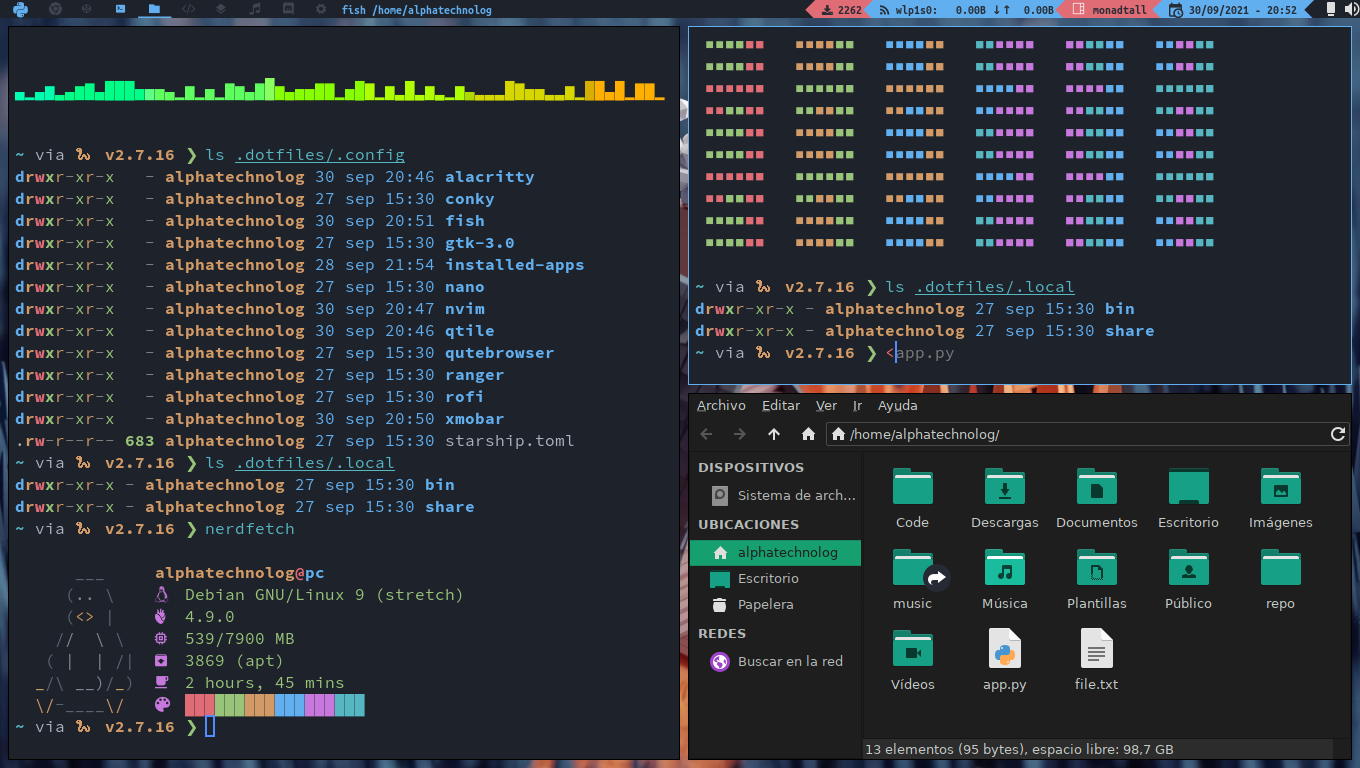 fish /home/alphatechnolog
2262
wlp1s0: 0.00B ↓↑ 0.00B
monadtall
30/09/2021 - 20:52
~ via v2.7.16 ❯ ls .dotfiles/.config
drwxr-xr-x - alphatechnolog 30 sep 20:46 alacritty
drwxr-xr-x - alphatechnolog 27 sep 15:30 conky
drwxr-xr-x - alphatechnolog 30 sep 20:51 fish
drwxr-xr-x - alphatechnolog 27 sep 15:30 gtk-3.0
drwxr-xr-x - alphatechnolog 28 sep 21:54 installed-apps
drwxr-xr-x - alphatechnolog 27 sep 15:30 nano
drwxr-xr-x - alphatechnolog 30 sep 20:47 nvim
drwxr-xr-x - alphatechnolog 30 sep 20:46 qtile
drwxr-xr-x - alphatechnolog 27 sep 15:30 qutebrowser
drwxr-xr-x - alphatechnolog 27 sep 15:30 ranger
drwxr-xr-x - alphatechnolog 27 sep 15:30 rofi
drwxr-xr-x - alphatechnolog 30 sep 20:50 xmobar
.rw-r--r-- 683 alphatechnolog 27 sep 15:30 starship.toml
~ via v2.7.16 ❯ ls .dotfiles/.local
drwxr-xr-x - alphatechnolog 27 sep 15:30 bin
drwxr-xr-x - alphatechnolog 27 sep 15:30 share
~ via v2.7.16 ❯ nerdfetch
___ alphatechnolog@pc
(.. \ Debian GNU/Linux 9 (stretch)
(<> | 4.9.0
// \ \ 539/7900 MB
( | | /| 3869 (apt)
_/\ __)/_) 2 hours, 45 mins
\/-____\/
~ via v2.7.16 ❯
~ via v2.7.16 ❯ ls .dotfiles/.local
drwxr-xr-x - alphatechnolog 27 sep 15:30 bin
drwxr-xr-x - alphatechnolog 27 sep 15:30 share
~ via v2.7.16 ❯ <app.py
Archivo Editar Ver Ir Ayuda
/home/alphatechnolog/
DISPOSITIVOS
Sistema de arch...
UBICACIONES
alphatechnolog
Escritorio
Papelera
REDES
Buscar en la red
Code Descargas Documentos Escritorio Imágenes
music Música Plantillas Público repo
Vídeos app.py file.txt
13 elementos (95 bytes), espacio libre: 98,7 GB